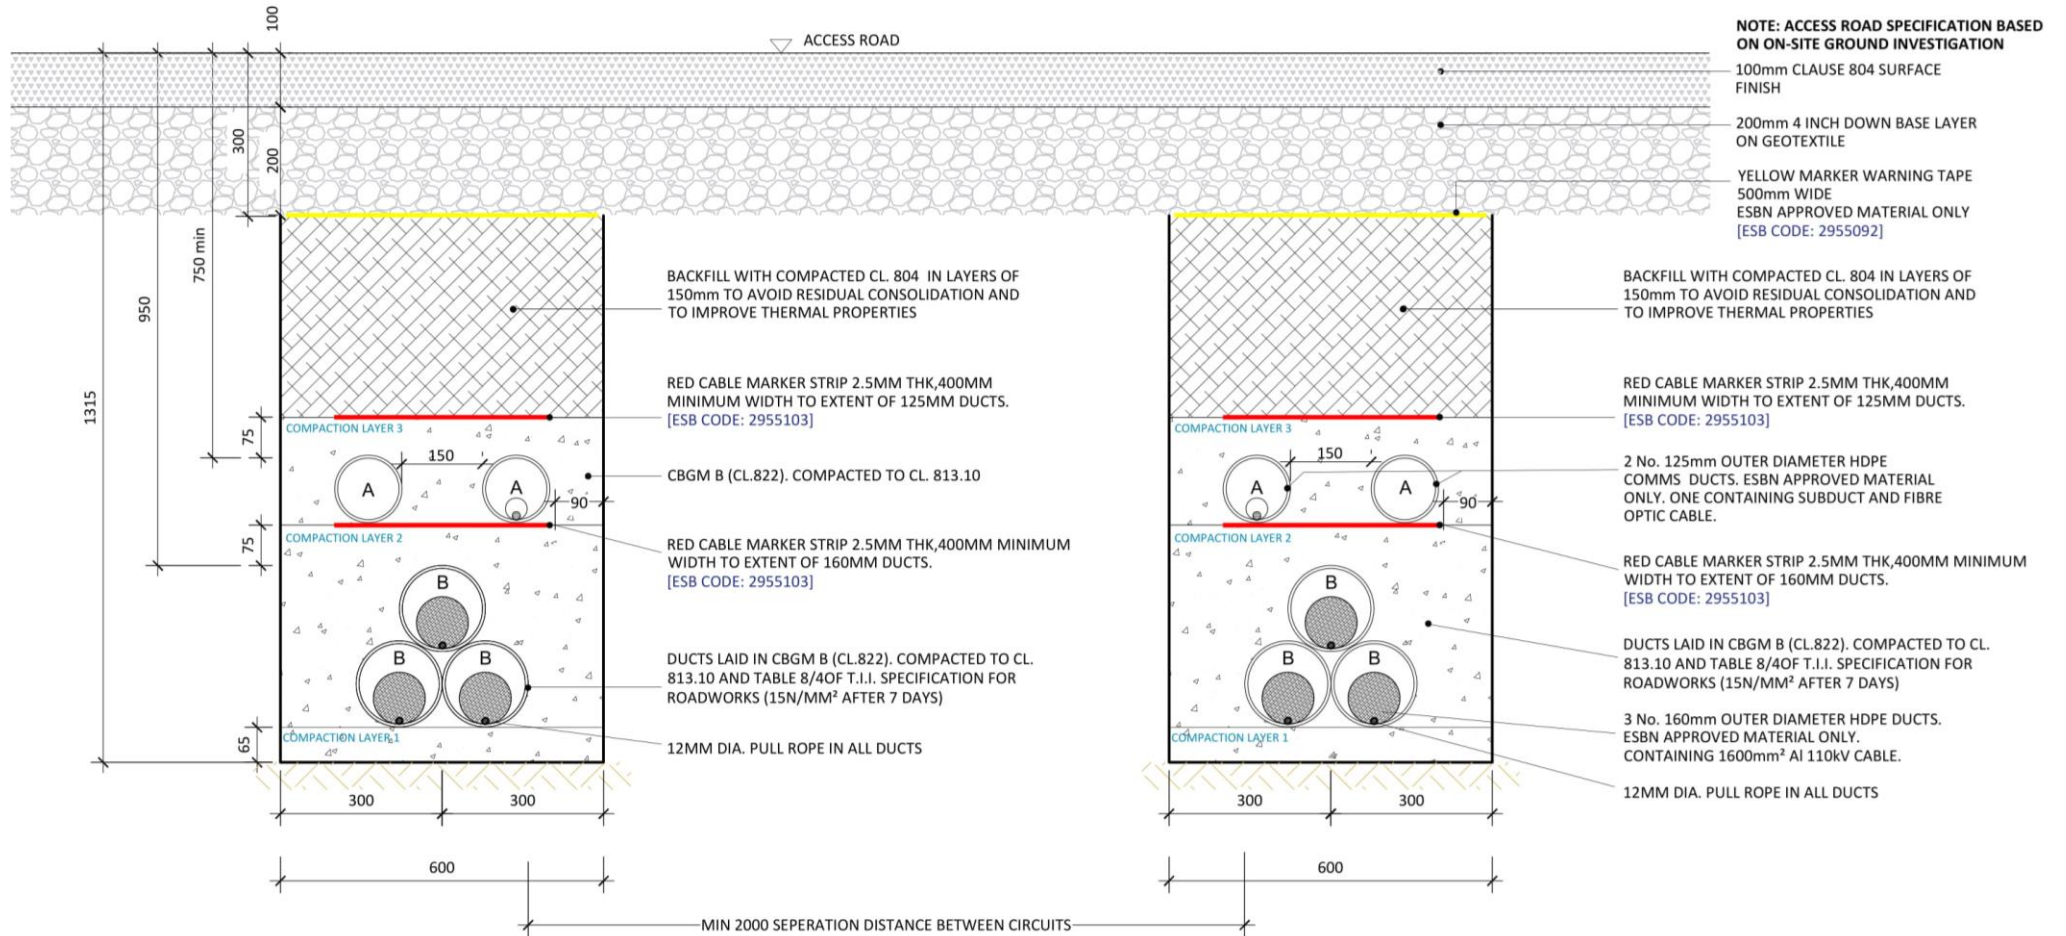 100
ACCESS ROAD
NOTE: ACCESS ROAD SPECIFICATION BASED
ON ON-SITE GROUND INVESTIGATION
100mm CLAUSE 804 SURFACE
FINISH
200mm 4 INCH DOWN BASE LAYER
ON GEOTEXTILE
YELLOW MARKER WARNING TAPE
500mm WIDE
ESBN APPROVED MATERIAL ONLY
[ESB CODE: 2955092]
300
200
750 min
950
1315
75
75
65
BACKFILL WITH COMPACTED CL. 804 IN LAYERS OF
150mm TO AVOID RESIDUAL CONSOLIDATION AND
TO IMPROVE THERMAL PROPERTIES
RED CABLE MARKER STRIP 2.5MM THK,400MM
MINIMUM WIDTH TO EXTENT OF 125MM DUCTS.
[ESB CODE: 2955103]
COMPACTION LAYER 3
150
A
A
90
CBGM B (CL.822). COMPACTED TO CL. 813.10
COMPACTION LAYER 2
RED CABLE MARKER STRIP 2.5MM THK,400MM MINIMUM
WIDTH TO EXTENT OF 160MM DUCTS.
[ESB CODE: 2955103]
B
B
B
DUCTS LAID IN CBGM B (CL.822). COMPACTED TO CL.
813.10 AND TABLE 8/4OF T.I.I. SPECIFICATION FOR
ROADWORKS (15N/MM² AFTER 7 DAYS)
COMPACTION LAYER 1
12MM DIA. PULL ROPE IN ALL DUCTS
300
300
600
BACKFILL WITH COMPACTED CL. 804 IN LAYERS OF
150mm TO AVOID RESIDUAL CONSOLIDATION AND
TO IMPROVE THERMAL PROPERTIES
RED CABLE MARKER STRIP 2.5MM THK,400MM
MINIMUM WIDTH TO EXTENT OF 125MM DUCTS.
[ESB CODE: 2955103]
COMPACTION LAYER 3
150
A
A
90
2 No. 125mm OUTER DIAMETER HDPE
COMMS DUCTS. ESBN APPROVED MATERIAL
ONLY. ONE CONTAINING SUBDUCT AND FIBRE
OPTIC CABLE.
COMPACTION LAYER 2
RED CABLE MARKER STRIP 2.5MM THK,400MM MINIMUM
WIDTH TO EXTENT OF 160MM DUCTS.
[ESB CODE: 2955103]
B
B
B
DUCTS LAID IN CBGM B (CL.822). COMPACTED TO CL.
813.10 AND TABLE 8/4OF T.I.I. SPECIFICATION FOR
ROADWORKS (15N/MM² AFTER 7 DAYS)
3 No. 160mm OUTER DIAMETER HDPE DUCTS.
ESBN APPROVED MATERIAL ONLY.
CONTAINING 1600mm² Al 110kV CABLE.
COMPACTION LAYER 1
12MM DIA. PULL ROPE IN ALL DUCTS
300
300
600
MIN 2000 SEPERATION DISTANCE BETWEEN CIRCUITS